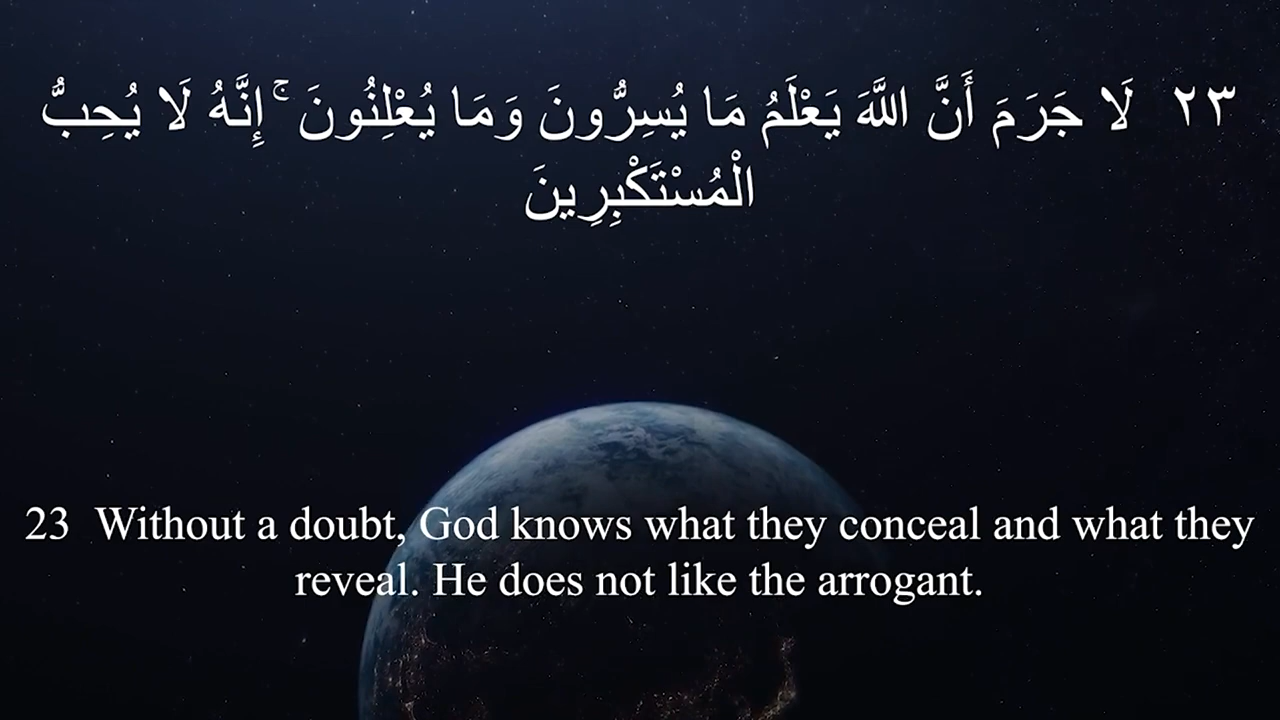 ٢٣ لَا جَرَمَ أَنَّ اللَّهَ يَعْلَمُ مَا يُسِرُّونَ وَمَا يُعْلِنُونَ ۚ إِنَّهُ لَا يُحِبُّ
الْمُسْتَكْبِرِينَ
23 Without a doubt, God knows what they conceal and what they
reveal. He does not like the arrogant.